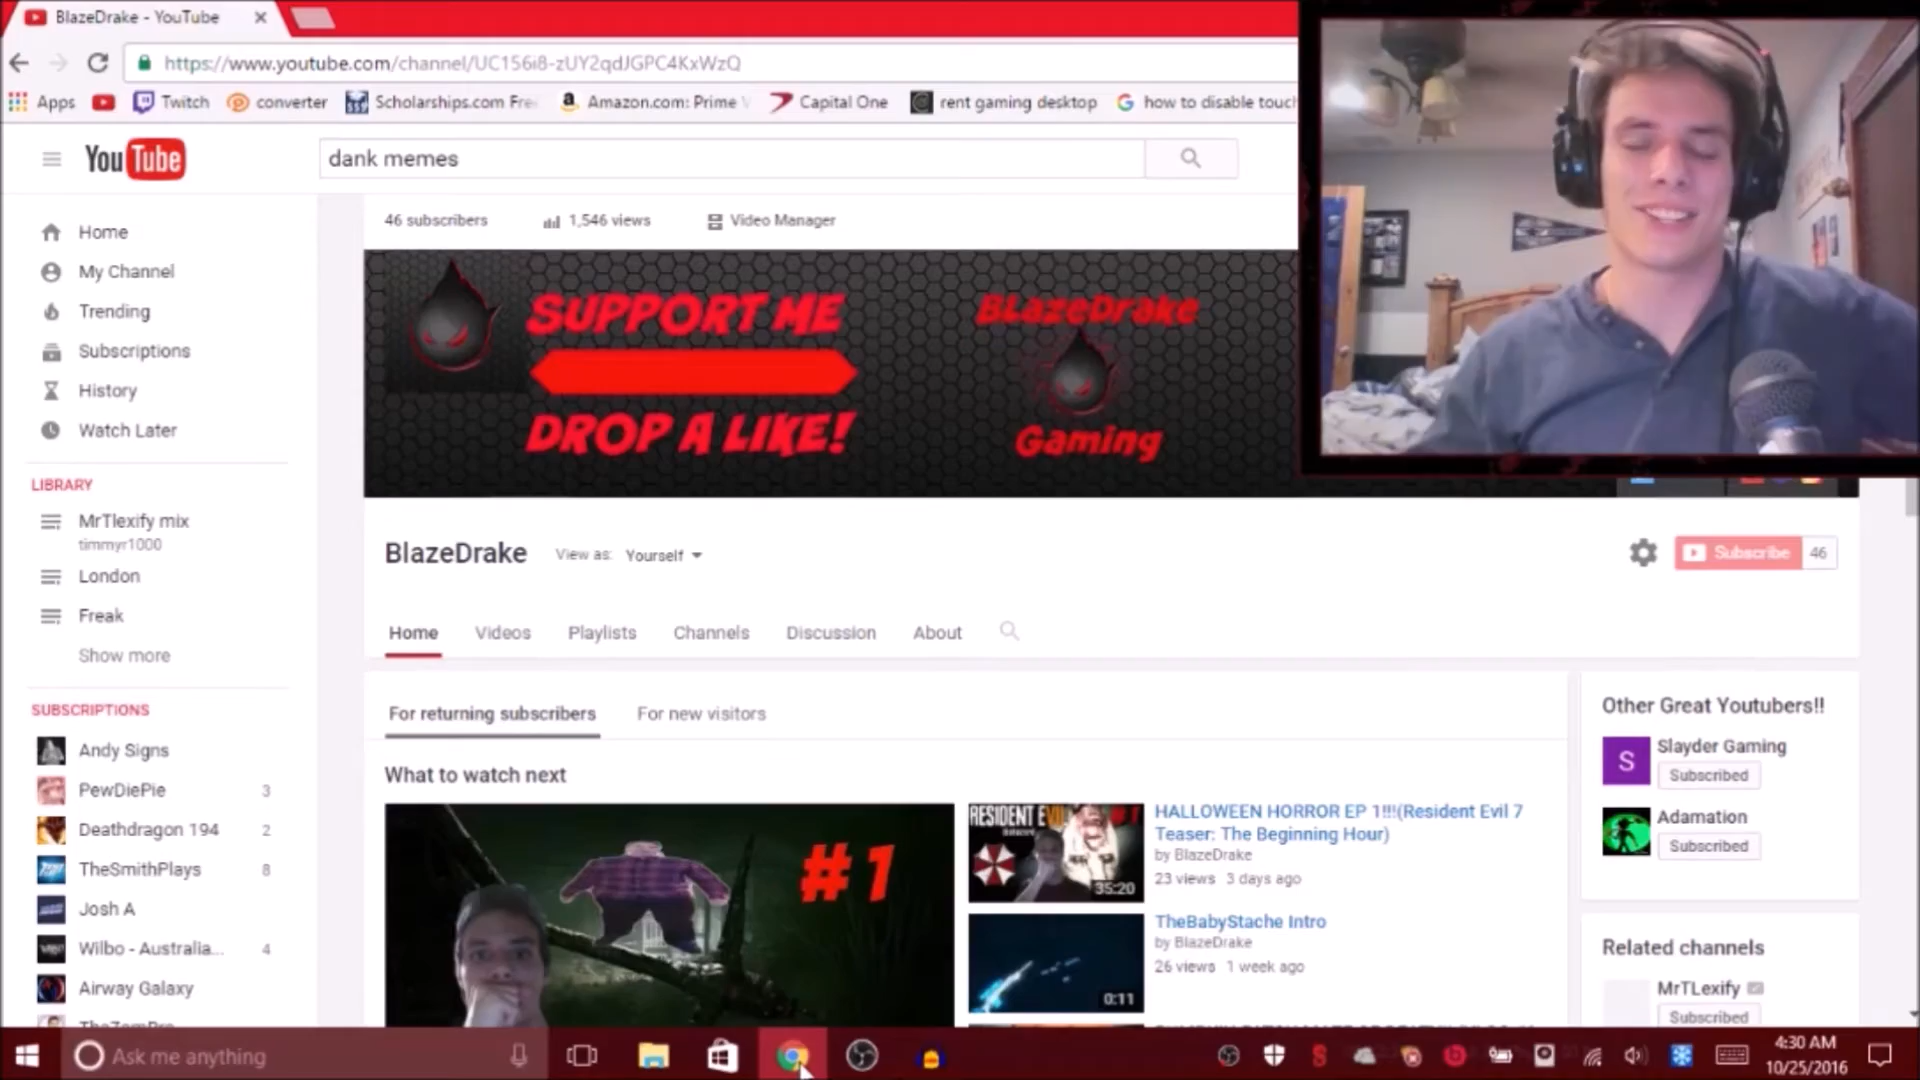 BlazeDrake - YouTube
https://www.youtube.com/channel/UC156i8-zUY2qdJGPC4KxWzQ
Apps
Twitch
converter
Scholarships.com Fre
Amazon.com: Prime
Capital One
rent gaming desktop
how to disable touc
YouTube
dank memes
46 subscribers
1,546 views
Video Manager
Home
My Channel
Trending
Subscriptions
History
Watch Later
LIBRARY
MrTlexify mix
timmyr1000
London
Freak
Show more
SUBSCRIPTIONS
Andy Signs
PewDiePie 3
Deathdragon 194 2
TheSmithPlays 8
Josh A
Wilbo - Australia... 4
Airway Galaxy
SUPPORT ME
DROP A LIKE!
BLazeDrake
Gaming
BlazeDrake
View as: Yourself
Subscribe 46
Home
Videos
Playlists
Channels
Discussion
About
For returning subscribers
For new visitors
What to watch next
#1
RESIDENT EVIL
35:20
HALLOWEEN HORROR EP 1!!!(Resident Evil 7
Teaser: The Beginning Hour)
by BlazeDrake
23 views 3 days ago
0:11
TheBabyStache Intro
by BlazeDrake
26 views 1 week ago
Other Great Youtubers!!
S
Slayder Gaming
Subscribed
Adamation
Subscribed
Related channels
MrTLexify
Subscribed
Ask me anything
4:30 AM
10/25/2016